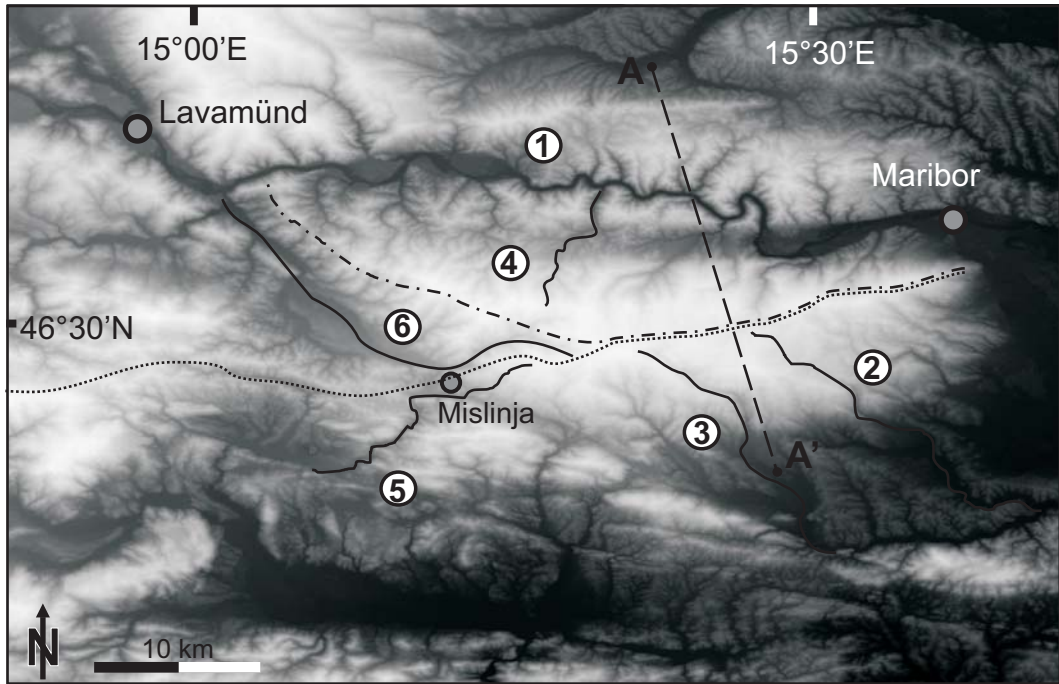 15°00’E
15°30’E
A
Lavamünd
1
Maribor
4
46°30’N
6
2
Mislinja
3
A’
5
N
10 km